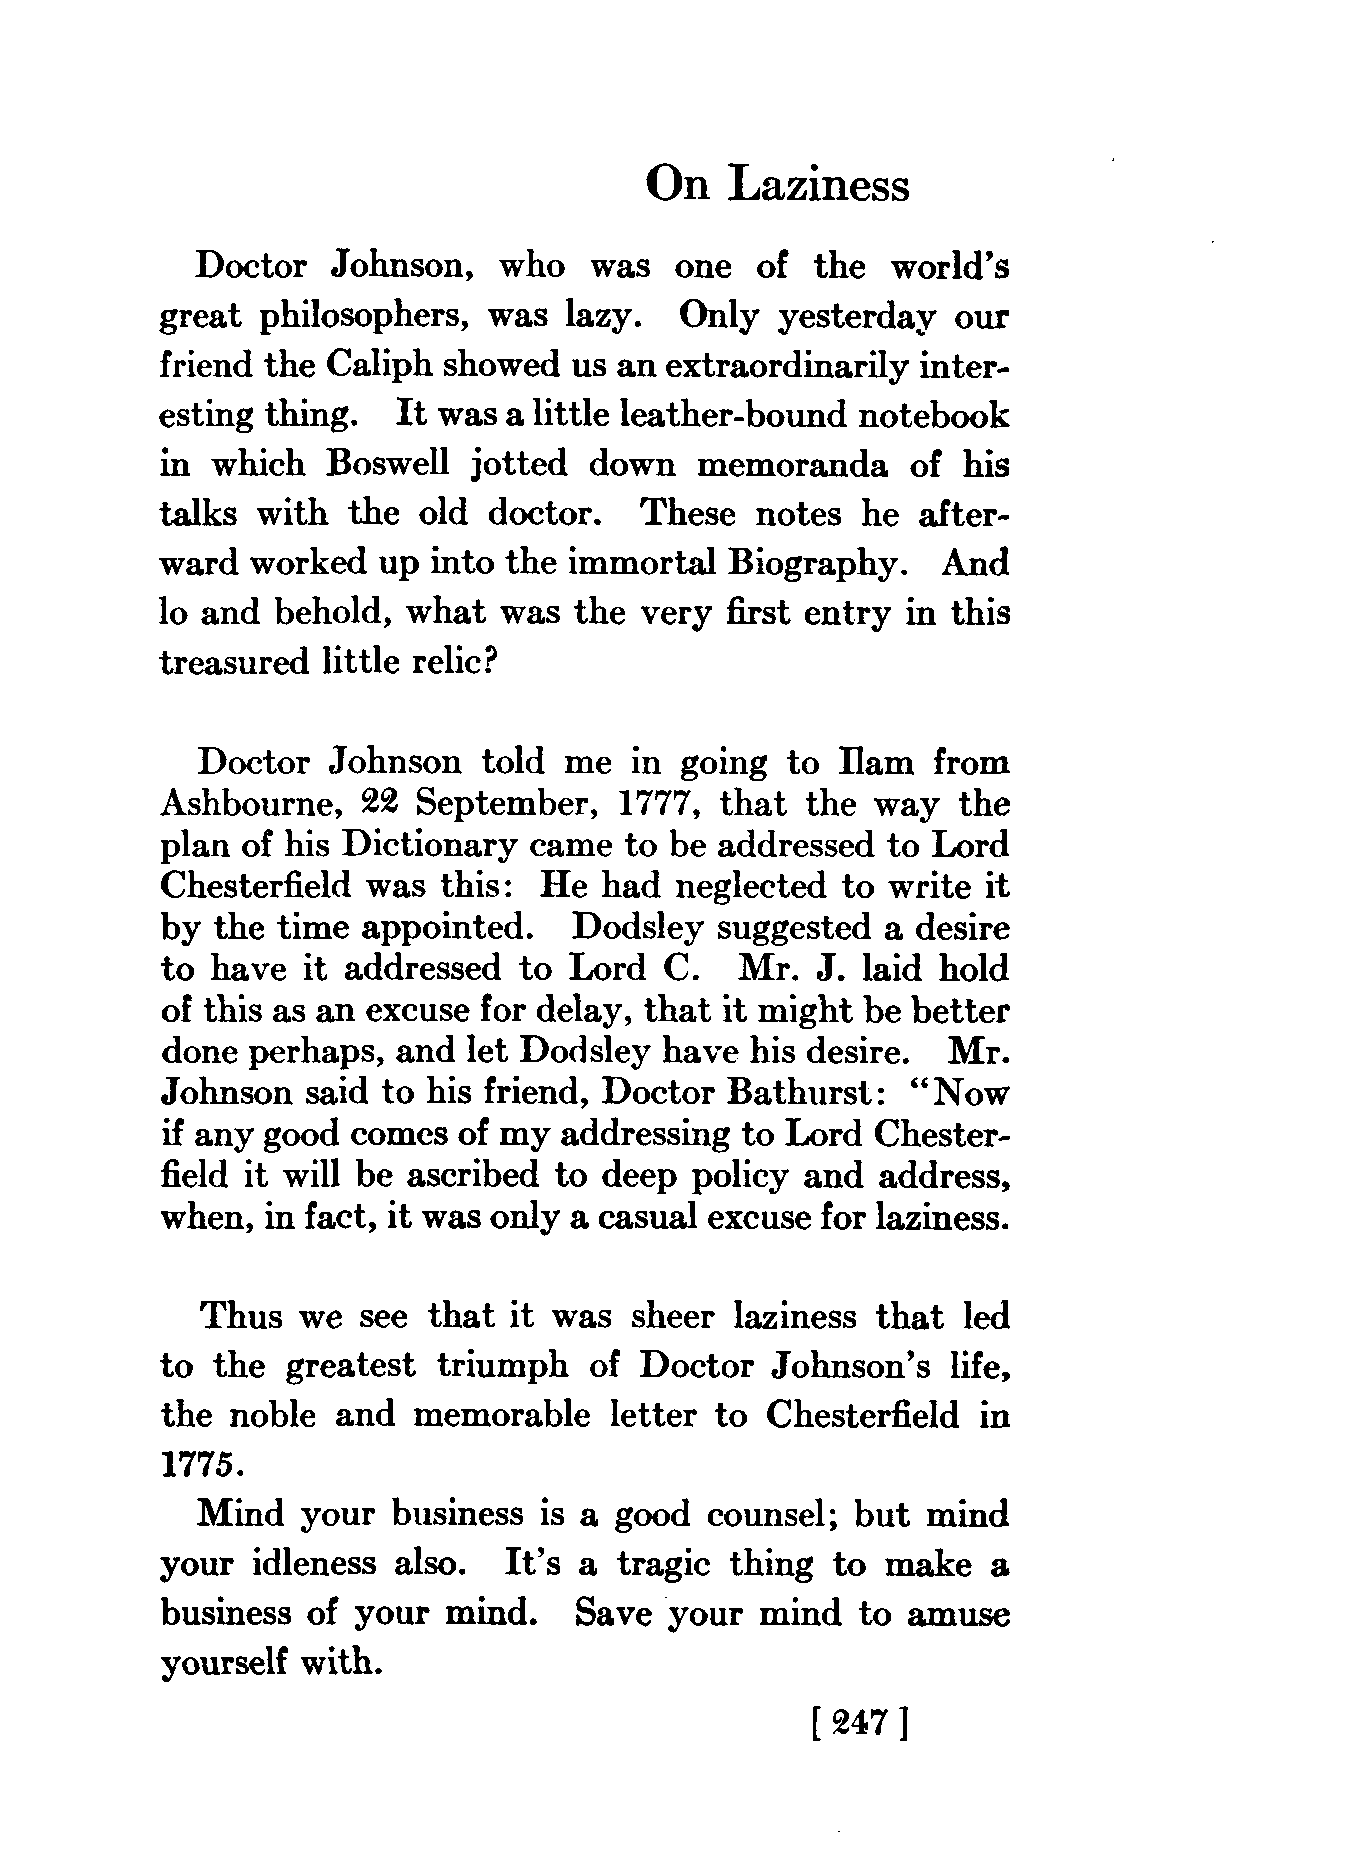 On Laziness
Doctor Johnson, who was one of the world's
great philosophers, was lazy. Only yesterday our
friend the Caliph showed us an extraordinarily inter-
esting thing. It was a little leather-bound notebook
in which Boswell jotted down memoranda of his
talks with the old doctor. These notes he after-
ward worked up into the immortal Biography. And
lo and behold, what was the very first entry in this
treasured little relic?
Doctor Johnson told me in going to Ilam from
Ashbourne, 22 September, 1777, that the way the
plan of his Dictionary came to be addressed to Lord
Chesterfield was this: He had neglected to write it
by the time appointed. Dodsley suggested a desire
to have it addressed to Lord C. Mr. J. laid hold
of this as an excuse for delay, that it might be better
done perhaps, and let Dodsley have his desire. Mr.
Johnson said to his friend, Doctor Bathurst: "Now
if any good comes of my addressing to Lord Chester-
field it will be ascribed to deep policy and address,
when, in fact, it was only a casual excuse for laziness.
Thus we see that it was sheer laziness that led
to the greatest triumph of Doctor Johnson's life,
the noble and memorable letter to Chesterfield in
1775.
Mind your business is a good counsel; but mind
your idleness also. It's a tragic thing to make a
business of your mind. Save your mind to amuse
yourself with.
[ 247 ]